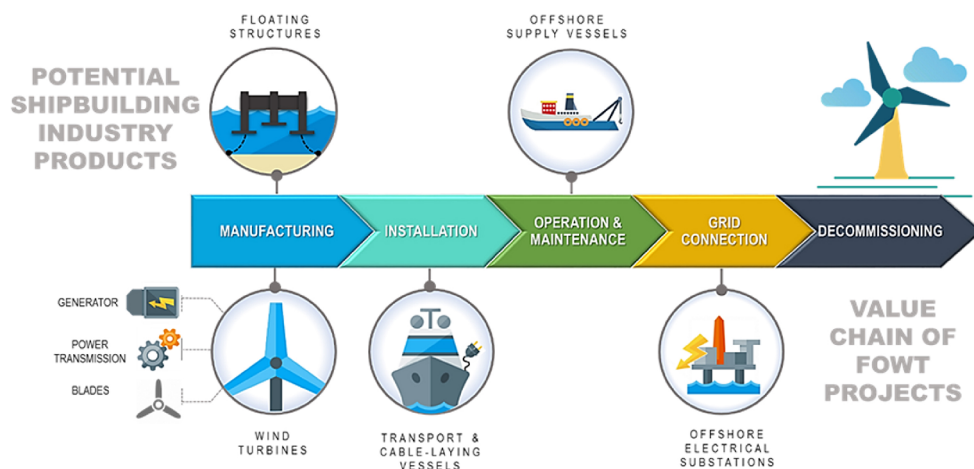 FLOATING
STRUCTURES
OFFSHORE
SUPPLY VESSELS
POTENTIAL
SHIPBUILDING
INDUSTRY
PRODUCTS
MANUFACTURING
INSTALLATION
OPERATION &
MAINTENANCE
GRID
CONNECTION
DECOMMISSIONING
GENERATOR
POWER
TRANSMISSION
BLADES
WIND
TURBINES
TRANSPORT &
CABLE-LAYING
VESSELS
OFFSHORE
ELECTRICAL
SUBSTATIONS
VALUE
CHAIN OF
FOWT
PROJECTS